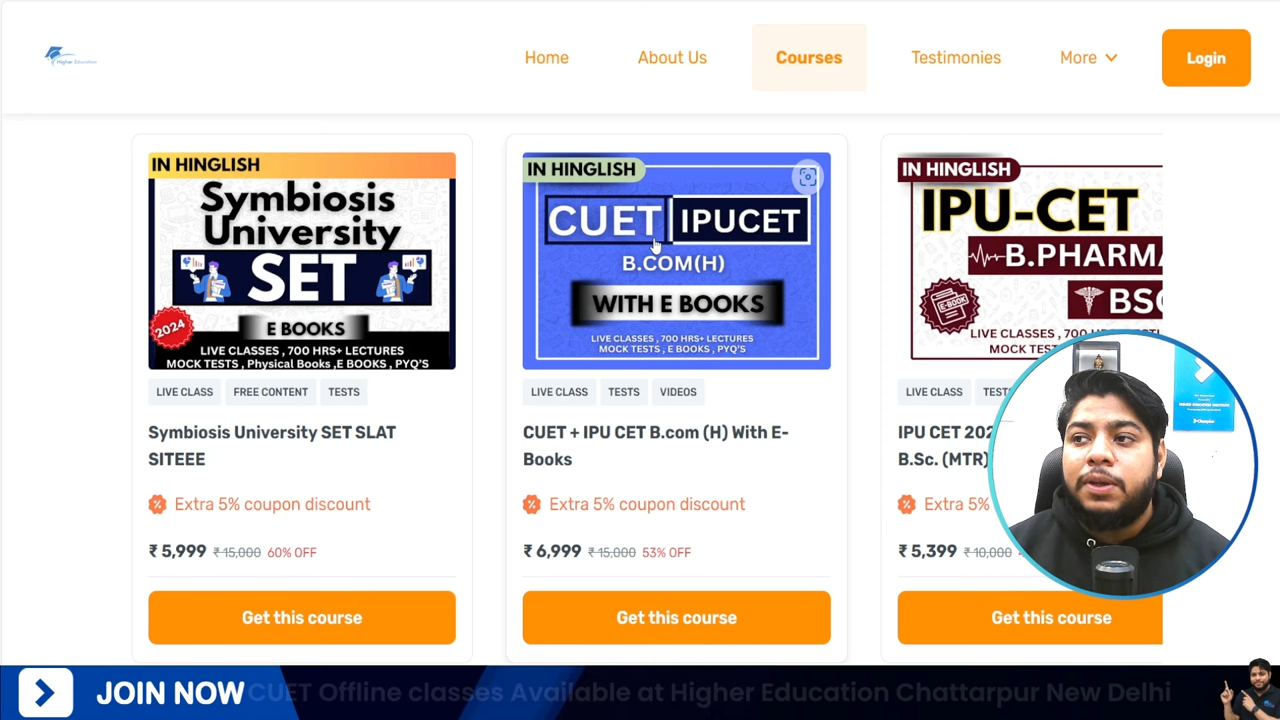 Higher Education
Home
About Us
Courses
Testimonies
More
Login
IN HINGLISH
Symbiosis
University
SET
2024
E BOOKS
LIVE CLASSES , 700 HRS+ LECTURES
MOCK TESTS , Physical Books ,E BOOKS , PYQ'S
LIVE CLASS
FREE CONTENT
TESTS
Symbiosis University SET SLAT
SITEEE
Extra 5% coupon discount
₹ 5,999 ₹ 15,000 60% OFF
Get this course
IN HINGLISH
CUET IPUCET
B.COM(H)
WITH E BOOKS
LIVE CLASSES , 700 HRS+ LECTURES
MOCK TESTS , E BOOKS , PYQ'S
LIVE CLASS
TESTS
VIDEOS
CUET + IPU CET B.com (H) With E-
Books
Extra 5% coupon discount
₹ 6,999 ₹ 15,000 53% OFF
Get this course
IN HINGLISH
IPU-CET
B.PHARMA
E-BOOK
BSC
LIVE CLASSES , 700
MOCK TESTS
LIVE CLASS
TESTS
IPU CET 202
B.Sc. (MTR)
Extra 5%
₹ 5,399 ₹ 10,000
Get this course
JOIN NOW
CUET Offline classes Available at Higher Education Chattarpur New Delhi